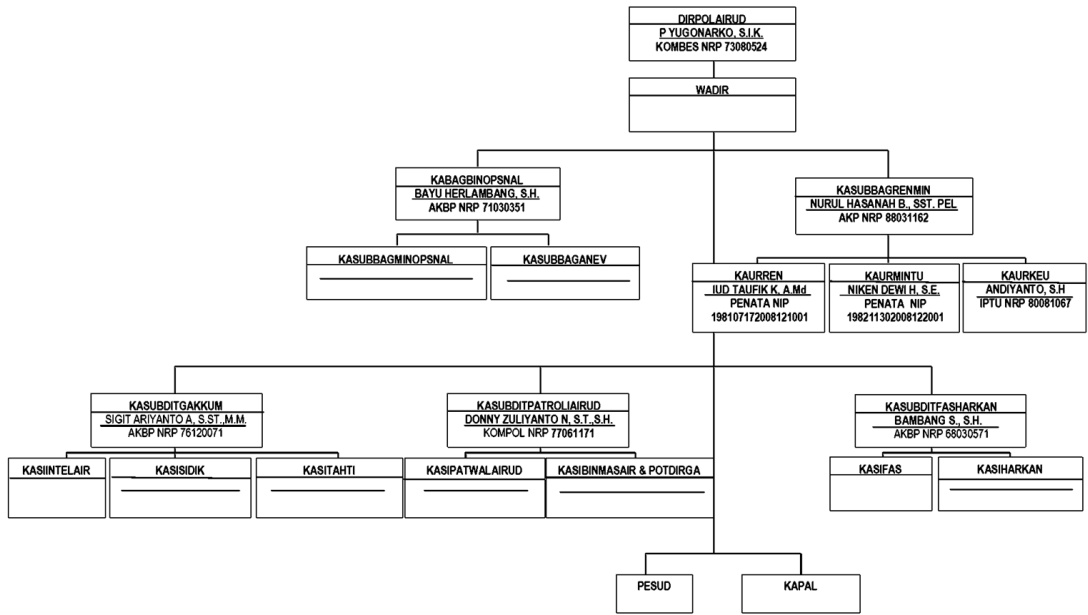 DIRPOLAIRUD
P YUGONARKO, S.I.K.
KOMBES NRP 73080524
WADIR
KABAGBINOPSNAL
BAYU HERLAMBANG, S.H.
AKBP NRP 71030351
KASUBBAGRENMIN
NURUL HASANAH B., SST. PEL
AKP NRP 88031162
KASUBBAGMINOPSNAL
KASUBBAGANEV
KAURREN
IUD TAUFIK K, A.Md
PENATA NIP
198107172008121001
KAURMINTU
NIKEN DEWI H, S.E.
PENATA NIP
198211302008122001
KAURKEU
ANDIYANTO, S.H
IPTU NRP 80081067
KASUBDITGAKKUM
SIGIT ARIYANTO A, S.ST.,M.M.
AKBP NRP 76120071
KASUBDITPATROLIAIRUD
DONNY ZULIYANTO N, S.T.,S.H.
KOMPOL NRP 77061171
KASUBDITFASHARKAN
BAMBANG S., S.H.
AKBP NRP 68030571
KASIINTELAIR
KASISIDIK
KASITAHTI
KASIPATWALAIRUD
KASIBINMASAIR & POTDIRGA
KASIFAS
KASIHARKAN
PESUD
KAPAL